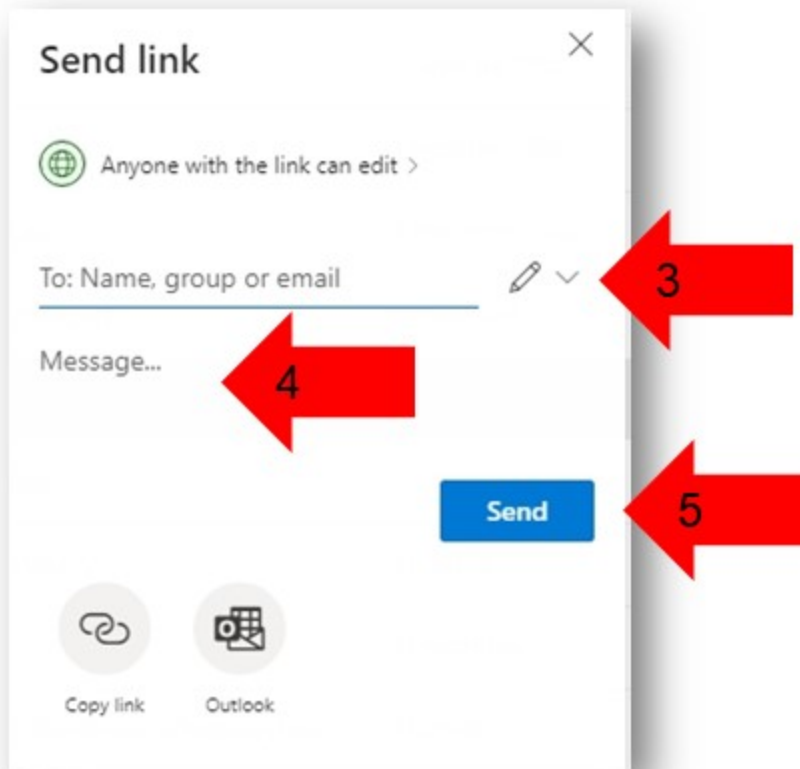 Send link
Anyone with the link can edit >
To: Name, group or email
3
Message...
4
Send
5
Copy link
Outlook